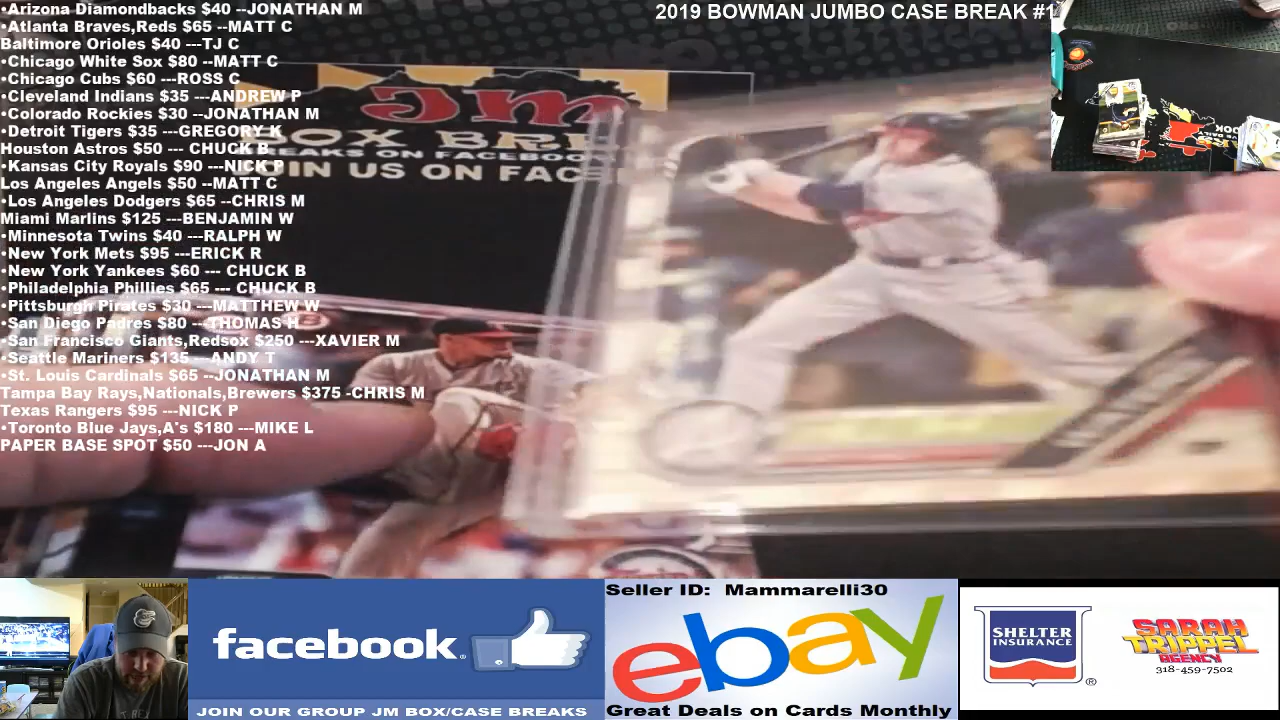 •Arizona Diamondbacks $40 --JONATHAN M
•Atlanta Braves,Reds $65 --MATT C
Baltimore Orioles $40 ---TJ C
•Chicago White Sox $80 --MATT C
•Chicago Cubs $60 ---ROSS C
•Cleveland Indians $35 ---ANDREW P
•Colorado Rockies $30 --JONATHAN M
•Detroit Tigers $35 ---GREGORY K
Houston Astros $50 --- CHUCK B
•Kansas City Royals $90 ---NICK P
Los Angeles Angels $50 --MATT C
•Los Angeles Dodgers $65 --CHRIS M
Miami Marlins $125 ---BENJAMIN W
•Minnesota Twins $40 ---RALPH W
•New York Mets $95 ---ERICK R
•New York Yankees $60 --- CHUCK B
•Philadelphia Phillies $65 --- CHUCK B
•Pittsburgh Pirates $30 ---MATTHEW W
•San Diego Padres $80 ---THOMAS H
•San Francisco Giants,Redsox $250 ---XAVIER M
•Seattle Mariners $135 ---ANDY T
•St. Louis Cardinals $65 --JONATHAN M
Tampa Bay Rays,Nationals,Brewers $375 -CHRIS M
Texas Rangers $95 ---NICK P
•Toronto Blue Jays,A's $180 ---MIKE L
PAPER BASE SPOT $50 ---JON A
2019 BOWMAN JUMBO CASE BREAK #1
JM
BOX BRE
BREAKS ON FACEBOOK
JOIN US ON FAC
facebook®
JOIN OUR GROUP JM BOX/CASE BREAKS
Seller ID: Mammarelli30
ebay
Great Deals on Cards Monthly
SHELTER
INSURANCE
®
SARAH
TRIPPEL
AGENCY
318-459-7502